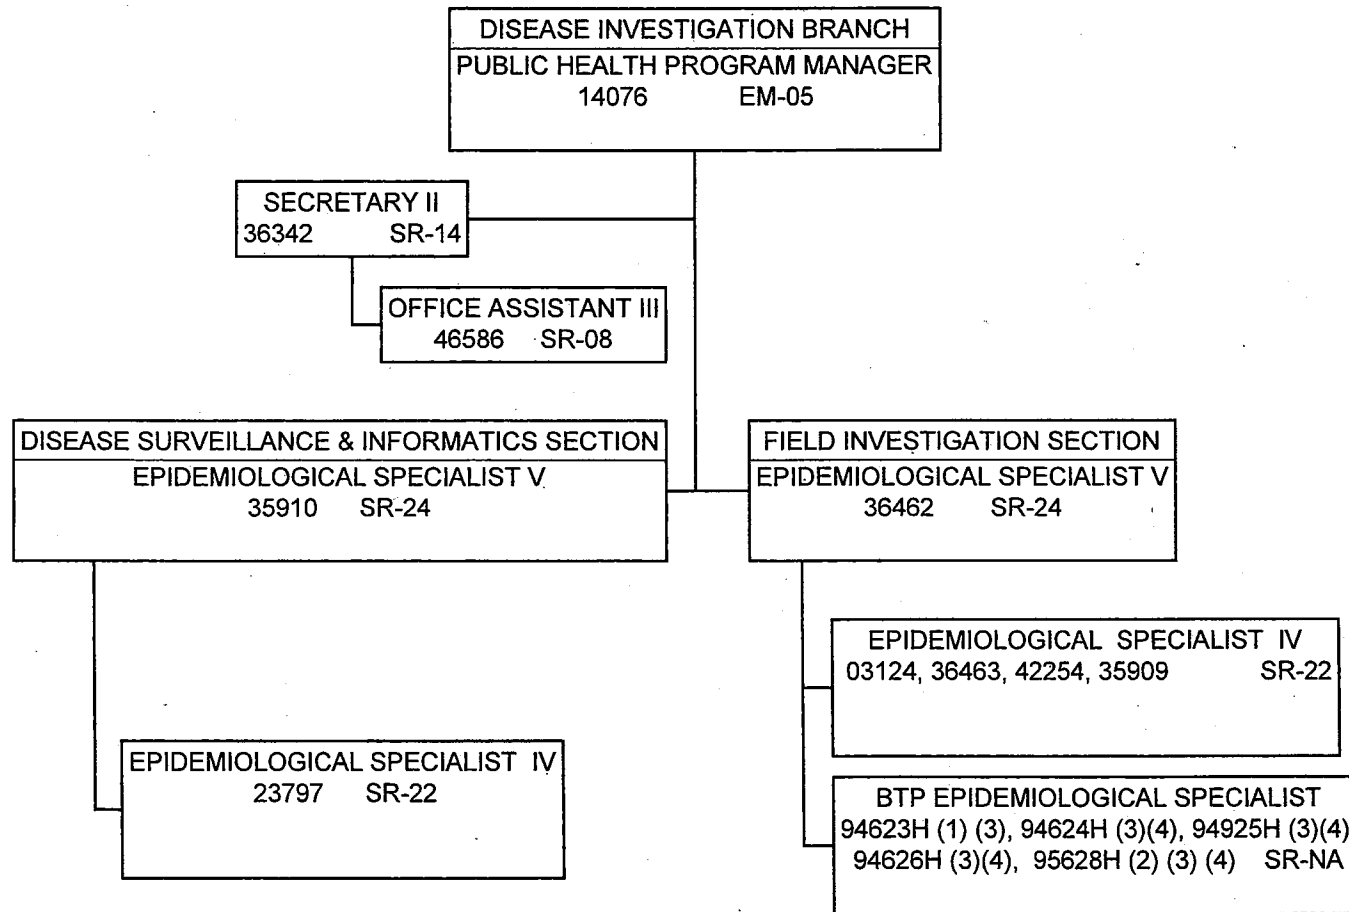 DISEASE INVESTIGATION BRANCH
PUBLIC HEALTH PROGRAM MANAGER
14076 EM-05
SECRETARY II
36342 SR-14
OFFICE ASSISTANT III
46586 SR-08
DISEASE SURVEILLANCE & INFORMATICS SECTION
EPIDEMIOLOGICAL SPECIALIST V
35910 SR-24
EPIDEMIOLOGICAL SPECIALIST IV
23797 SR-22
FIELD INVESTIGATION SECTION
EPIDEMIOLOGICAL SPECIALIST V
36462 SR-24
EPIDEMIOLOGICAL SPECIALIST IV
03124, 36463, 42254, 35909 SR-22
BTP EPIDEMIOLOGICAL SPECIALIST
94623H (1) (3), 94624H (3)(4), 94925H (3)(4)
94626H (3)(4), 95628H (2) (3) (4) SR-NA